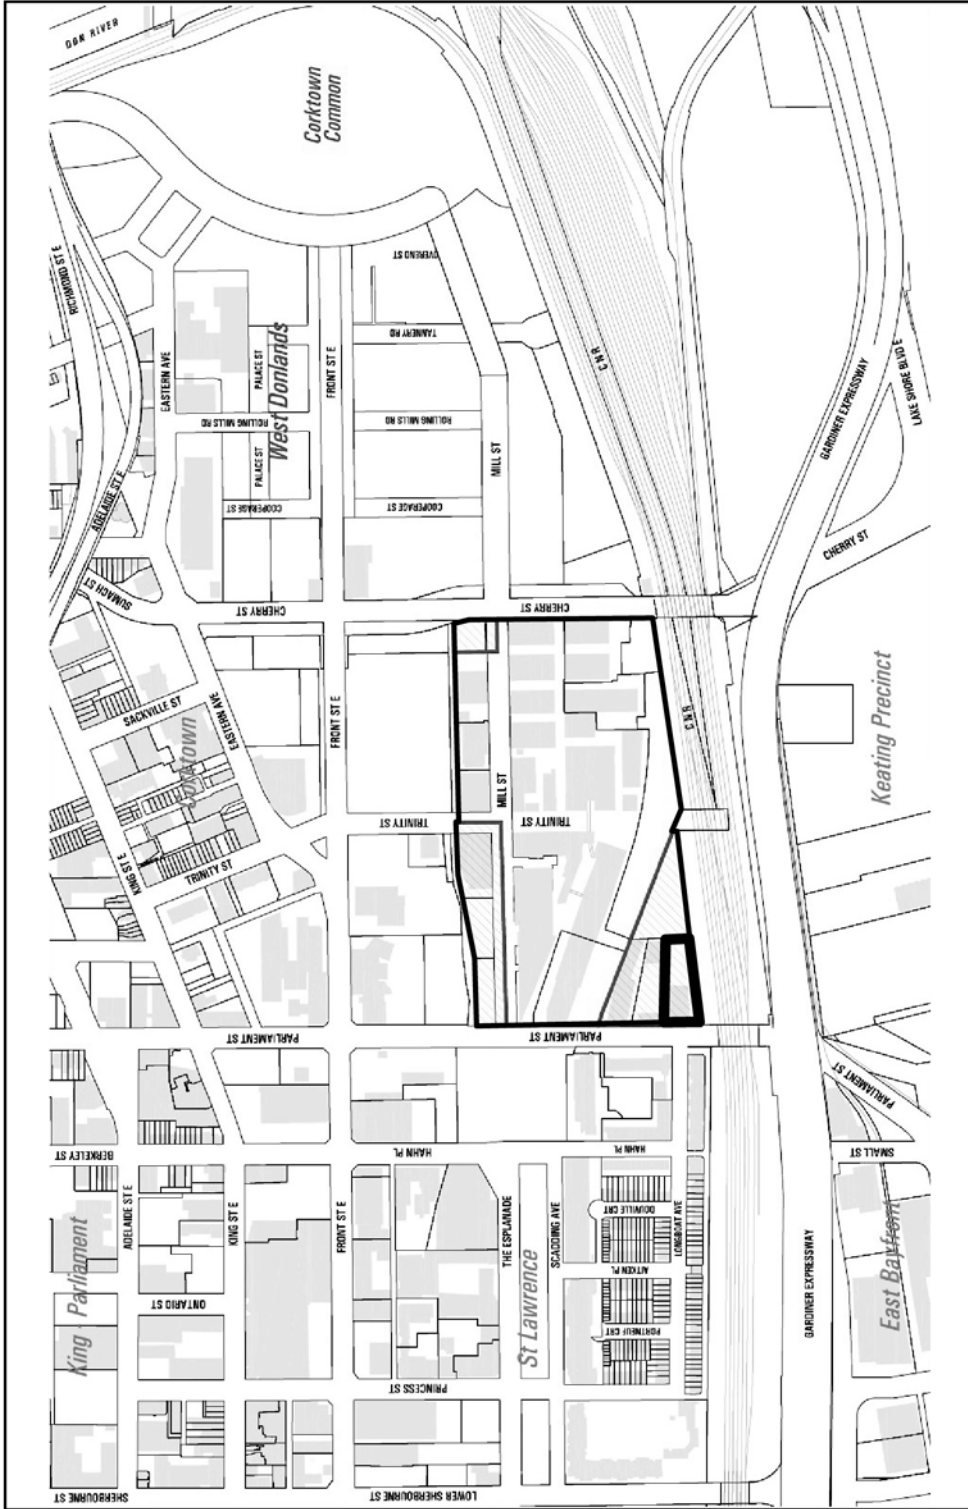 DON RIVER
Corktown
Common
RICHMOND ST E
OVEREND ST
TANNERY RD
CNR
EASTERN AVE
PALACE ST
West Donlands
FRONT ST E
ROLLING MILLS RD
ROLLING MILLS RD
GARDINER EXPRESSWAY
LAKE SHORE BLVD E
ADELAIDE ST E
PALACE ST
MILL ST
COOPERAGE ST
COOPERAGE ST
CHERRY ST
SUMACH ST
CHERRY ST
CHERRY ST
SACKVILLE ST
EASTERN AVE
Corktown
FRONT ST E
CNR
Keating Precinct
MILL ST
TRINITY ST
TRINITY ST
KING ST E
TRINITY ST
PARLIAMENT ST
PARLIAMENT ST
PARLIAMENT ST
BERKELEY ST
HAHN PL
HAHN PL
SMALL ST
ADELAIDE ST E
KING ST E
FRONT ST E
THE ESPLANADE
SCADDING AVE
DOUVILLE CRT
LONGBOAT AVE
King - Parliament
St Lawrence
AITKEN PL
GARDINER EXPRESSWAY
East Bayfront
ONTARIO ST
PORTNEUF CRT
PRINCESS ST
SHERBOURNE ST
LOWER SHERBOURNE ST